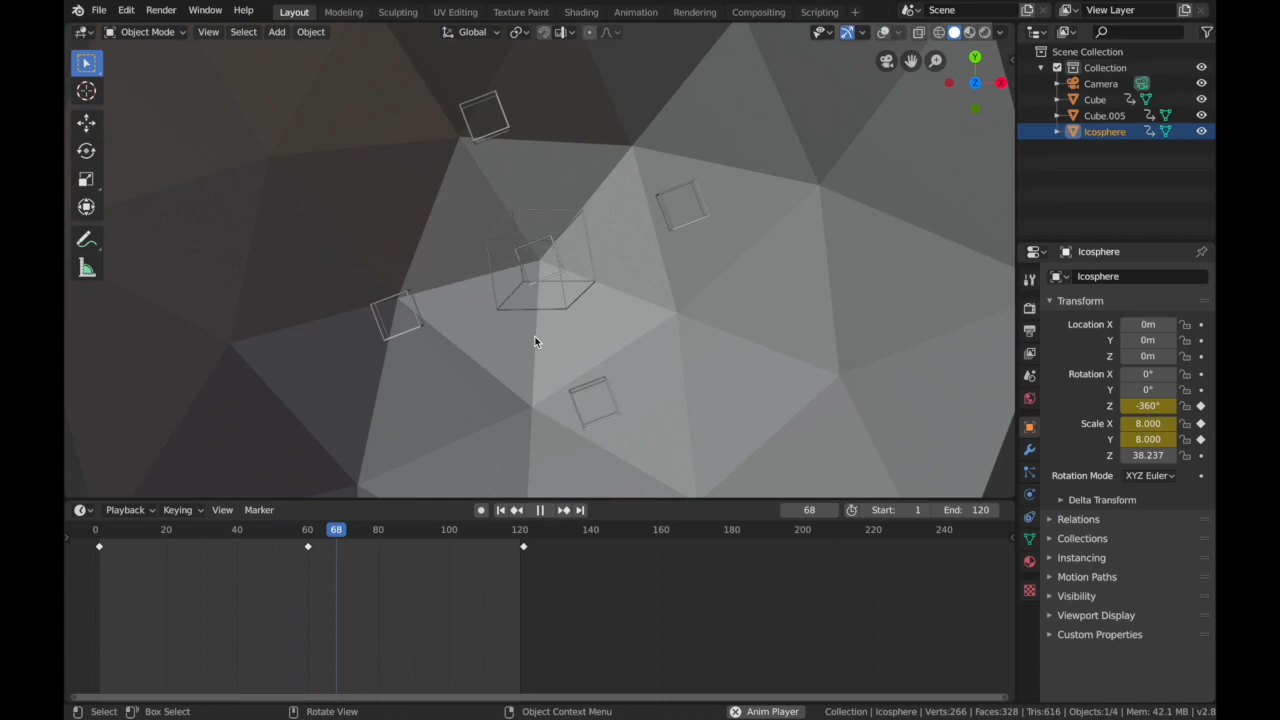 File Edit Render Window Help Layout Modeling Sculpting UV Editing Texture Paint Shading Animation Rendering Compositing Scripting + Scene View Layer
Object Mode View Select Add Object Global
Y
Z
X
Scene Collection
Collection
Camera
Cube
Cube.005
Icosphere
Icosphere
Icosphere
Transform
Location X 0m
Y 0m
Z 0m
Rotation X 0°
Y 0°
Z -360°
Scale X 8.000
Y 8.000
Z 38.237
Rotation Mode XYZ Euler
Delta Transform
Relations
Collections
Instancing
Motion Paths
Visibility
Viewport Display
Custom Properties
Playback Keying View Marker 68 Start: 1 End: 120
0 20 40 60 68 80 100 120 140 160 180 200 220 240
Select Box Select Rotate View Object Context Menu Anim Player Collection | Icosphere | Verts:266 | Faces:328 | Tris:616 | Objects:1/4 | Mem: 42.1 MB | v2.8